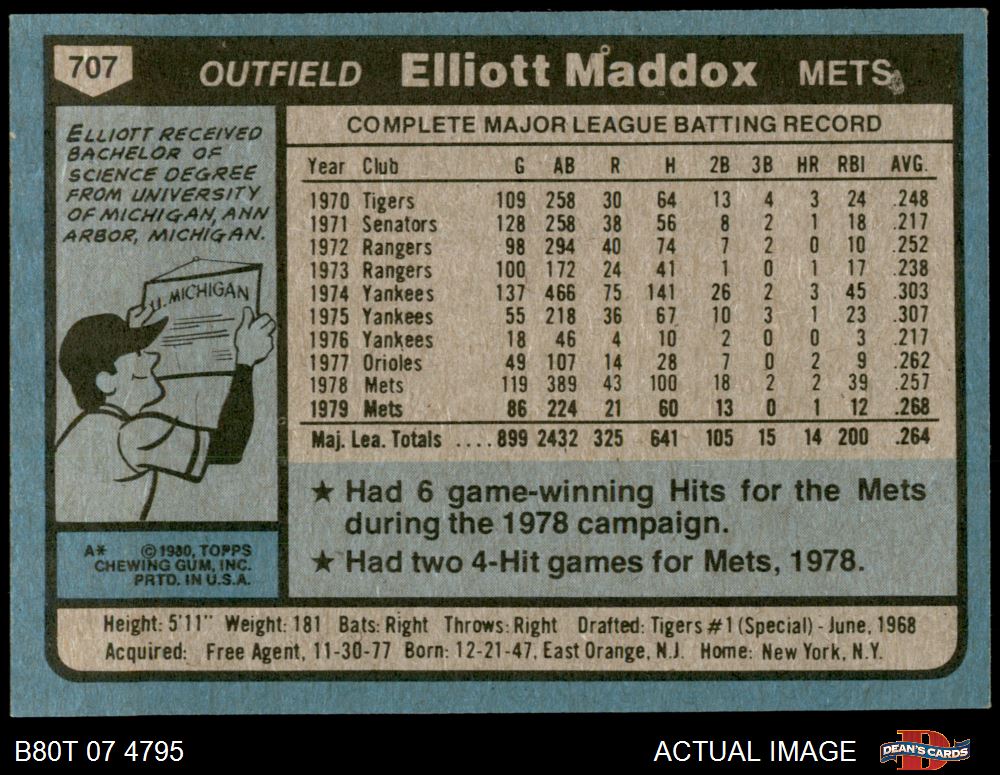 707 OUTFIELD Elliott Maddox METS
ELLIOTT RECEIVED
BACHELOR OF
SCIENCE DEGREE
FROM UNIVERSITY
OF MICHIGAN, ANN
ARBOR, MICHIGAN.
U. MICHIGAN
A* ©1980, TOPPS
CHEWING GUM, INC.
PRTD. IN U.S.A.
COMPLETE MAJOR LEAGUE BATTING RECORD
Year Club G AB R H 2B 3B HR RBI AVG.
1970 Tigers 109 258 30 64 13 4 3 24 .248
1971 Senators 128 258 38 56 8 2 1 18 .217
1972 Rangers 98 294 40 74 7 2 0 10 .252
1973 Rangers 100 172 24 41 1 0 1 17 .238
1974 Yankees 137 466 75 141 26 2 3 45 .303
1975 Yankees 55 218 36 67 10 3 1 23 .307
1976 Yankees 18 46 4 10 2 0 0 3 .217
1977 Orioles 49 107 14 28 7 0 2 9 .262
1978 Mets 119 389 43 100 18 2 2 39 .257
1979 Mets 86 224 21 60 13 0 1 12 .268
Maj. Lea. Totals ....899 2432 325 641 105 15 14 200 .264
★ Had 6 game-winning Hits for the Mets
during the 1978 campaign.
★ Had two 4-Hit games for Mets, 1978.
Height: 5'11" Weight: 181 Bats: Right Throws: Right Drafted: Tigers #1 (Special) - June, 1968
Acquired: Free Agent, 11-30-77 Born: 12-21-47, East Orange, N.J. Home: New York, N.Y.
B80T 07 4795 ACTUAL IMAGE DEAN'S CARDS